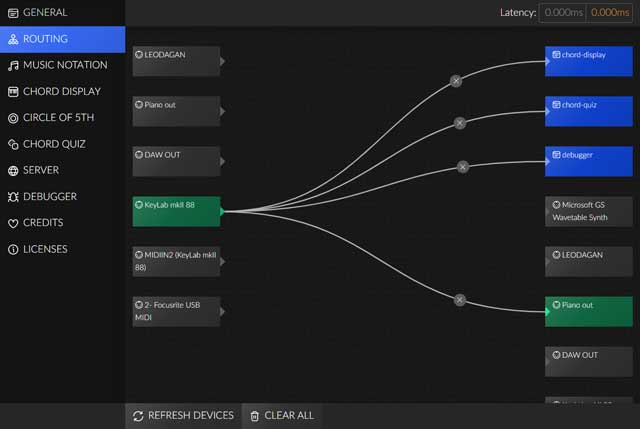 GENERAL
ROUTING
MUSIC NOTATION
CHORD DISPLAY
CIRCLE OF 5TH
CHORD QUIZ
SERVER
DEBUGGER
CREDITS
LICENSES
Latency: 0.000ms 0.000ms
LEODAGAN
Piano out
DAW OUT
KeyLab mkII 88
MIDIIN2 (KeyLab mkII
88)
2- Focusrite USB
MIDI
chord-display
chord-quiz
debugger
Microsoft GS
Wavetable Synth
LEODAGAN
Piano out
DAW OUT
REFRESH DEVICES
CLEAR ALL